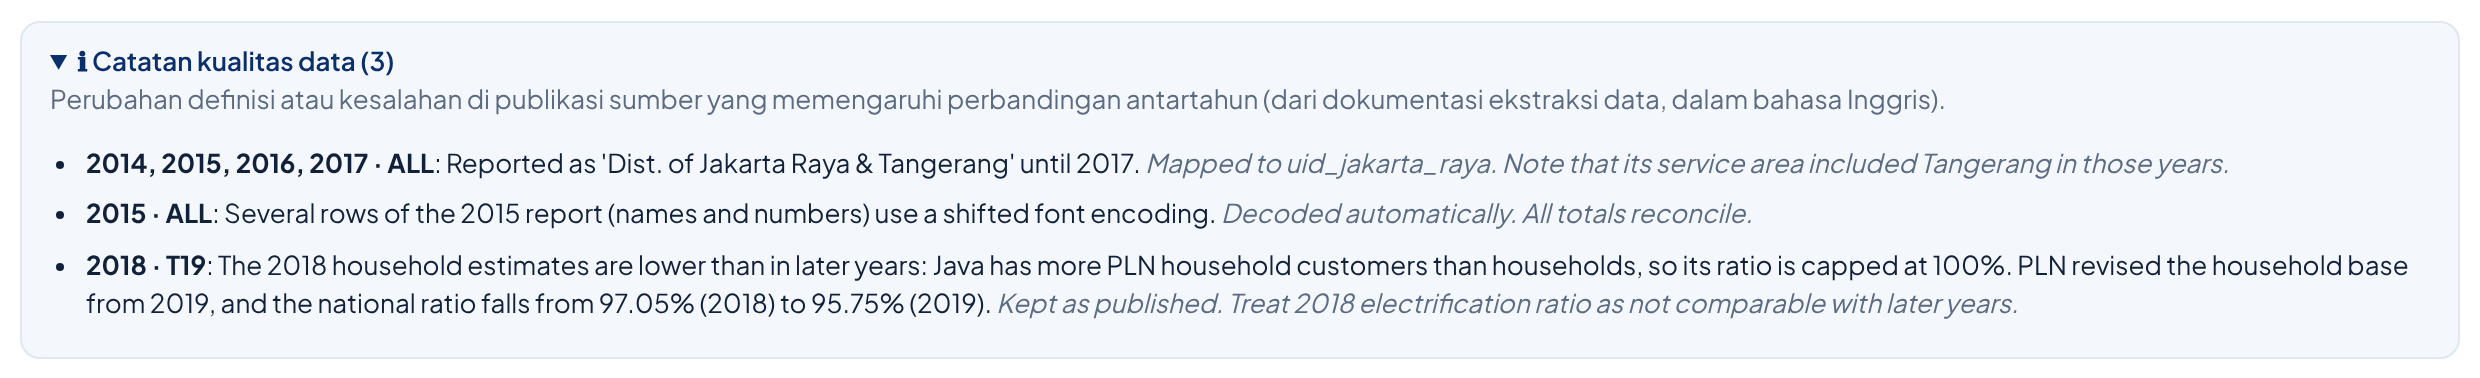 ▼ ℹ Catatan kualitas data (3)
Perubahan definisi atau kesalahan di publikasi sumber yang memengaruhi perbandingan antartahun (dari dokumentasi ekstraksi data, dalam bahasa Inggris).
• 2014, 2015, 2016, 2017 · ALL: Reported as 'Dist. of Jakarta Raya & Tangerang' until 2017. Mapped to uid_jakarta_raya. Note that its service area included Tangerang in those years.
• 2015 · ALL: Several rows of the 2015 report (names and numbers) use a shifted font encoding. Decoded automatically. All totals reconcile.
• 2018 · T19: The 2018 household estimates are lower than in later years: Java has more PLN household customers than households, so its ratio is capped at 100%. PLN revised the household base
from 2019, and the national ratio falls from 97.05% (2018) to 95.75% (2019). Kept as published. Treat 2018 electrification ratio as not comparable with later years.